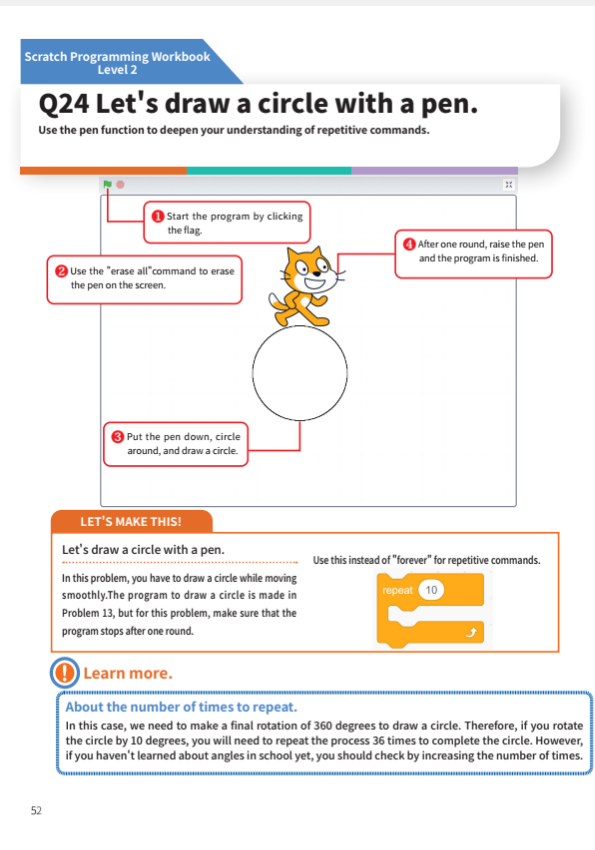 Scratch Programming Workbook
Level 2
Q24 Let's draw a circle with a pen.
Use the pen function to deepen your understanding of repetitive commands.
1 Start the program by clicking
the flag.
4 After one round, raise the pen
and the program is finished.
2 Use the "erase all"command to erase
the pen on the screen.
3 Put the pen down, circle
around, and draw a circle.
LET'S MAKE THIS!
Let's draw a circle with a pen.
In this problem, you have to draw a circle while moving
smoothly.The program to draw a circle is made in
Problem 13, but for this problem, make sure that the
program stops after one round.
Use this instead of "forever" for repetitive commands.
repeat 10
! Learn more.
About the number of times to repeat.
In this case, we need to make a final rotation of 360 degrees to draw a circle. Therefore, if you rotate
the circle by 10 degrees, you will need to repeat the process 36 times to complete the circle. However,
if you haven't learned about angles in school yet, you should check by increasing the number of times.
52